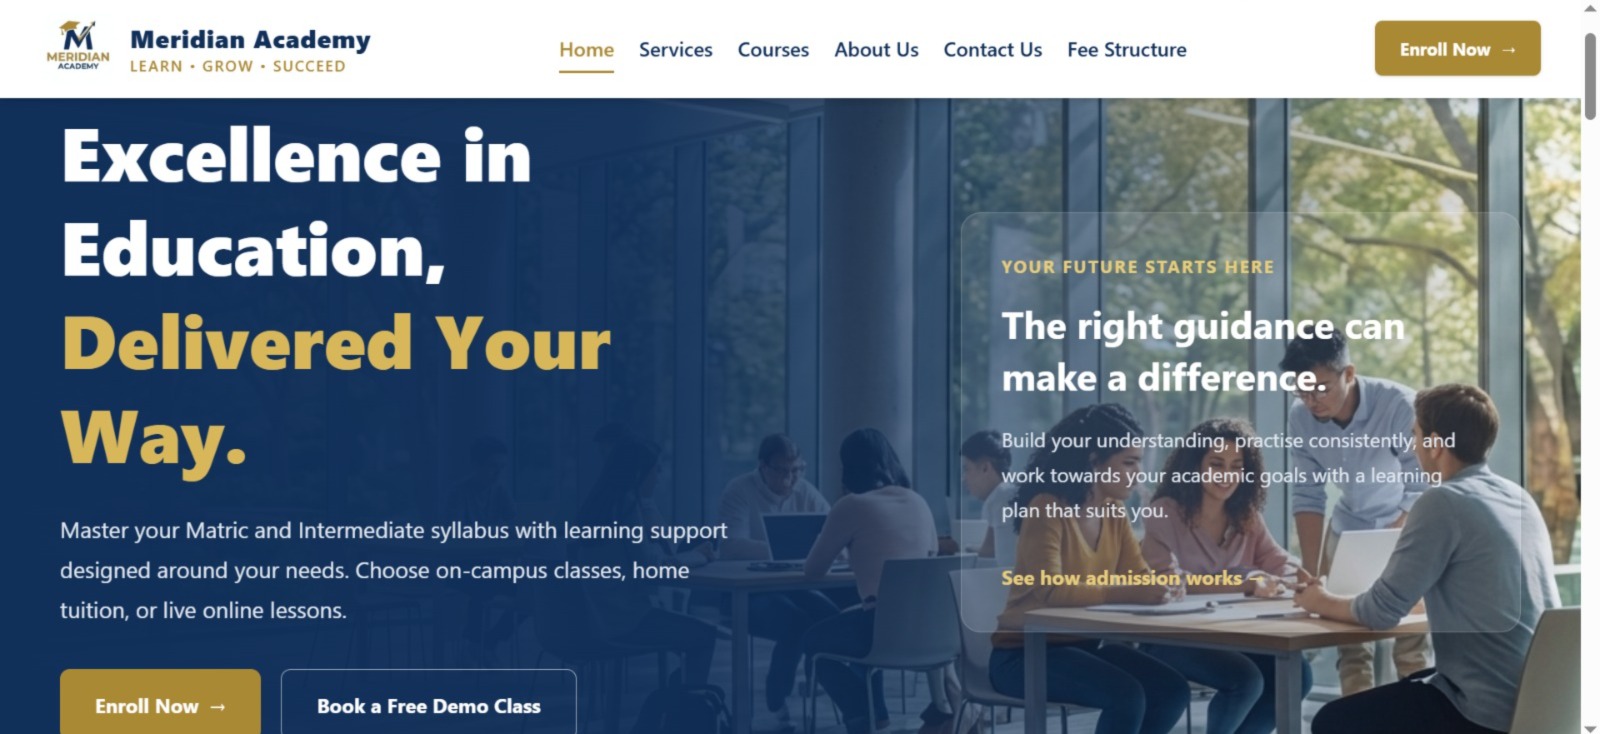 MERIDIAN
ACADEMY
Meridian Academy
LEARN • GROW • SUCCEED
Home
Services
Courses
About Us
Contact Us
Fee Structure
Enroll Now →
Excellence in
Education,
Delivered Your
Way.
Master your Matric and Intermediate syllabus with learning support
designed around your needs. Choose on-campus classes, home
tuition, or live online lessons.
Enroll Now →
Book a Free Demo Class
YOUR FUTURE STARTS HERE
The right guidance can
make a difference.
Build your understanding, practise consistently, and
work towards your academic goals with a learning
plan that suits you.
See how admission works →